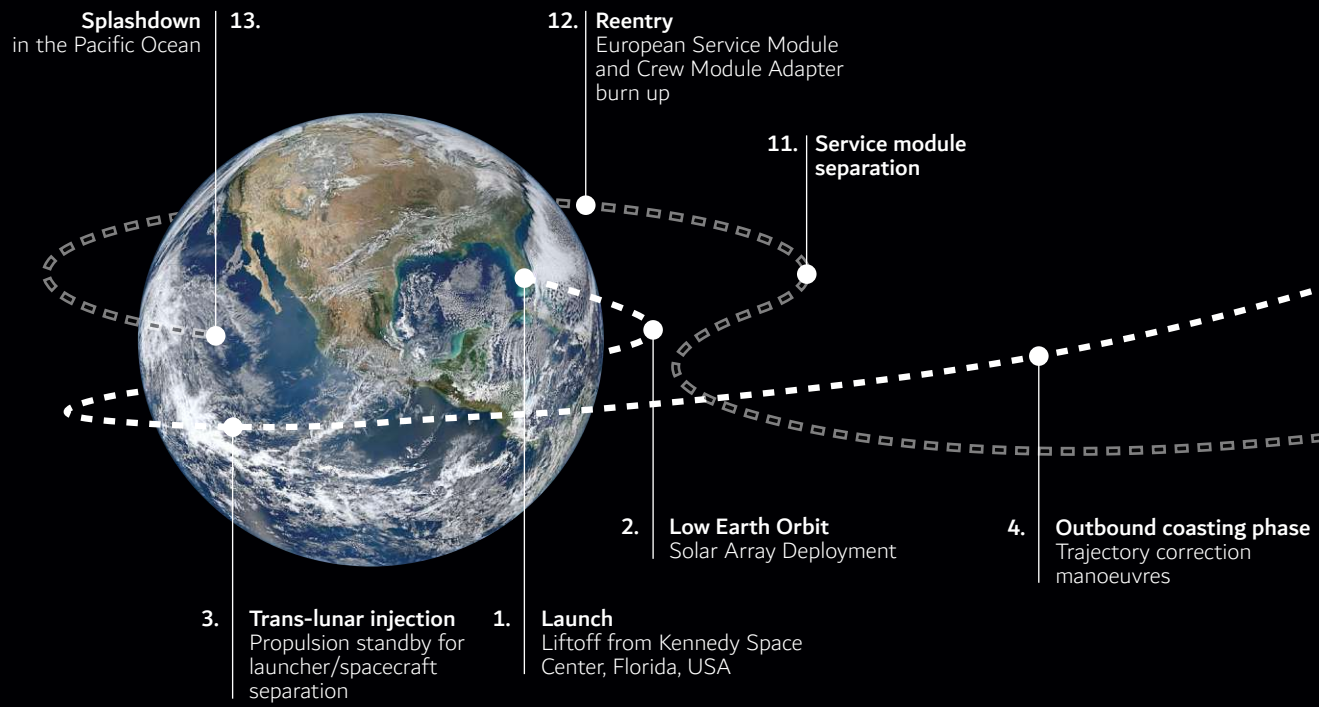 Splashdown
in the Pacific Ocean
13.
12. Reentry
European Service Module
and Crew Module Adapter
burn up
11. Service module
separation
2. Low Earth Orbit
Solar Array Deployment
4. Outbound coasting phase
Trajectory correction
manoeuvres
3. Trans-lunar injection
Propulsion standby for
launcher/spacecraft
separation
1. Launch
Liftoff from Kennedy Space
Center, Florida, USA